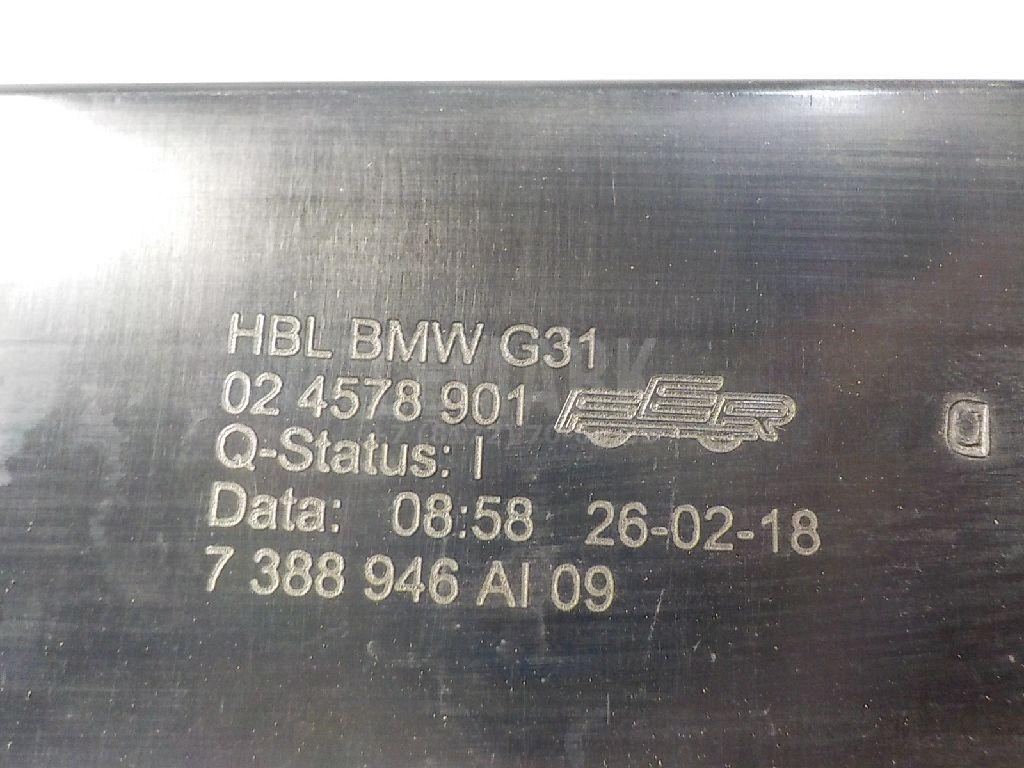 HBL BMW G31
02 4578 901
Q-Status: I
Data: 08:58 26-02-18
7 388 946 AI 09